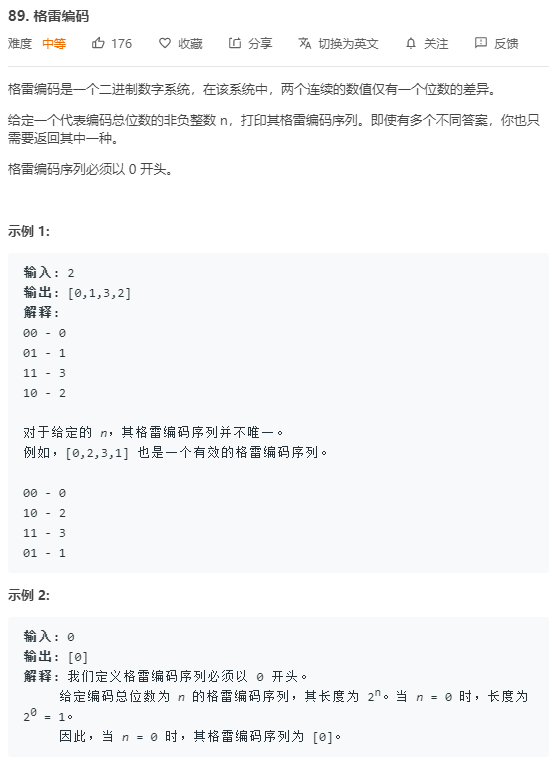 89. 格雷编码
难度 中等 176 收藏 分享 切换为英文 关注 反馈
格雷编码是一个二进制数字系统，在该系统中，两个连续的数值仅有一个位数的差异。
给定一个代表编码总位数的非负整数 n，打印其格雷编码序列。即使有多个不同答案，你也只
需要返回其中一种。
格雷编码序列必须以 0 开头。
示例 1:
输入: 2
输出: [0,1,3,2]
解释:
00 - 0
01 - 1
11 - 3
10 - 2
对于给定的 n，其格雷编码序列并不唯一。
例如，[0,2,3,1] 也是一个有效的格雷编码序列。
00 - 0
10 - 2
11 - 3
01 - 1
示例 2:
输入: 0
输出: [0]
解释: 我们定义格雷编码序列必须以 0 开头。
给定编码总位数为 n 的格雷编码序列，其长度为 2ⁿ。当 n = 0 时，长度为
2⁰ = 1。
因此，当 n = 0 时，其格雷编码序列为 [0]。